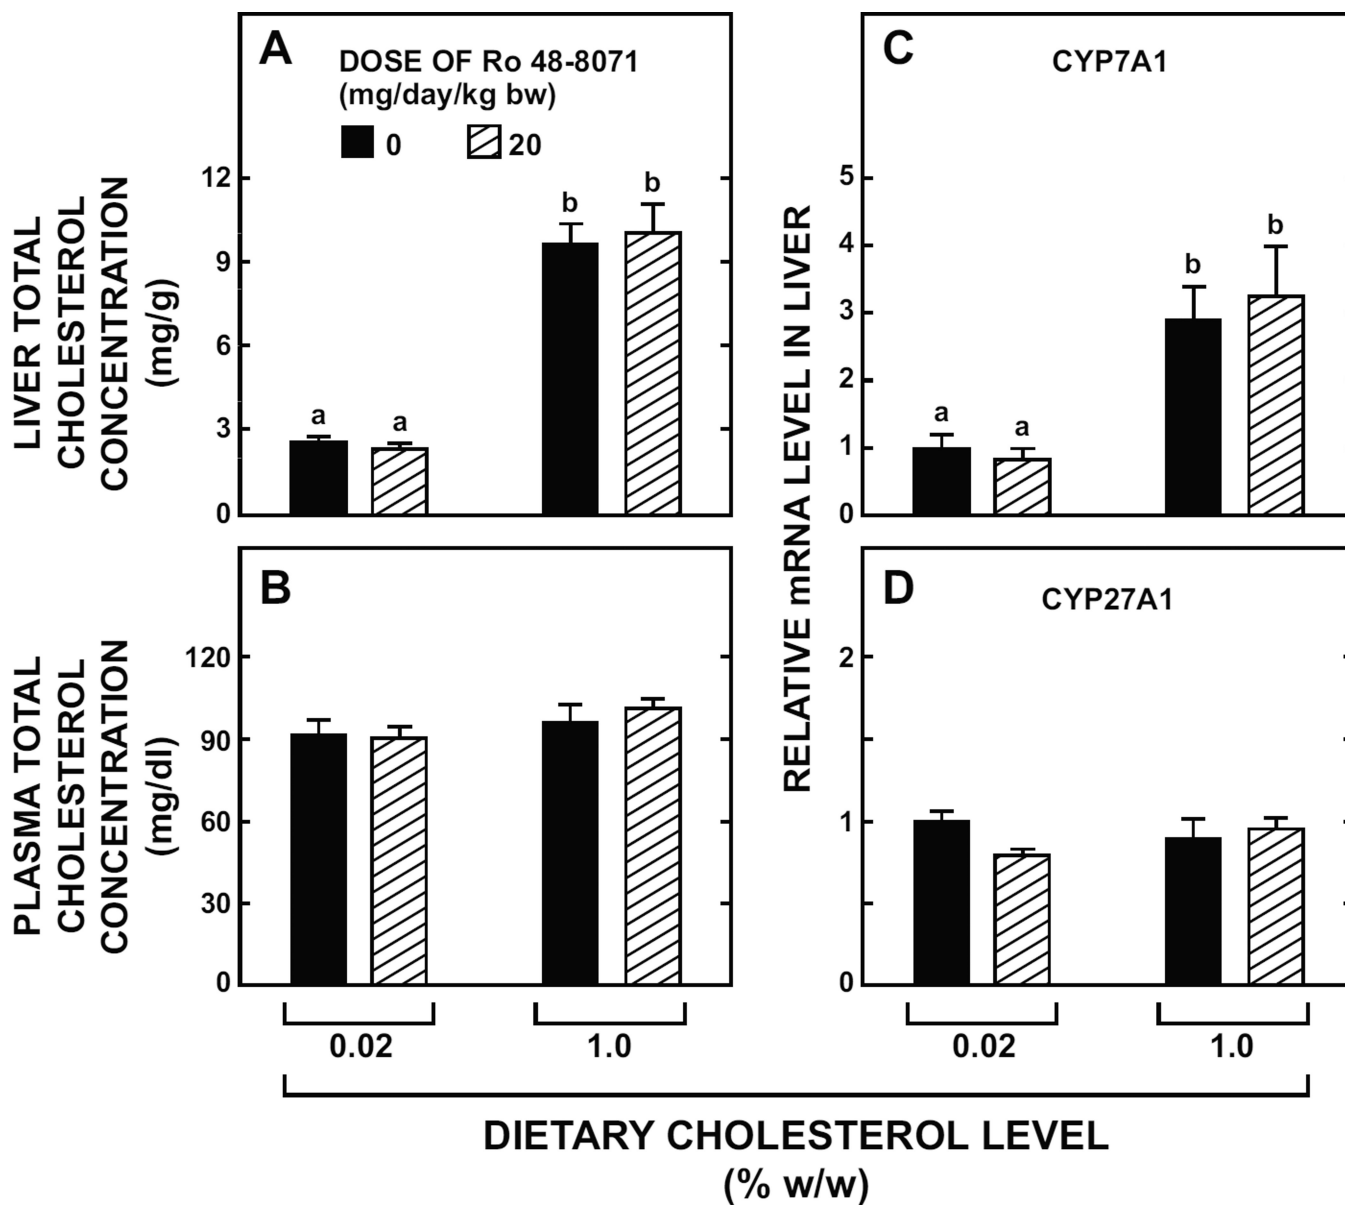 A
DOSE OF Ro 48-8071
(mg/day/kg bw)
0
20
LIVER TOTAL
CHOLESTEROL
CONCENTRATION
(mg/g)
12
9
6
3
0
a
a
b
b
C
CYP7A1
RELATIVE mRNA LEVEL IN LIVER
5
4
3
2
1
0
a
a
b
b
B
PLASMA TOTAL
CHOLESTEROL
CONCENTRATION
(mg/dl)
120
90
60
30
0
D
CYP27A1
2
1
0
0.02
1.0
0.02
1.0
DIETARY CHOLESTEROL LEVEL
(% w/w)